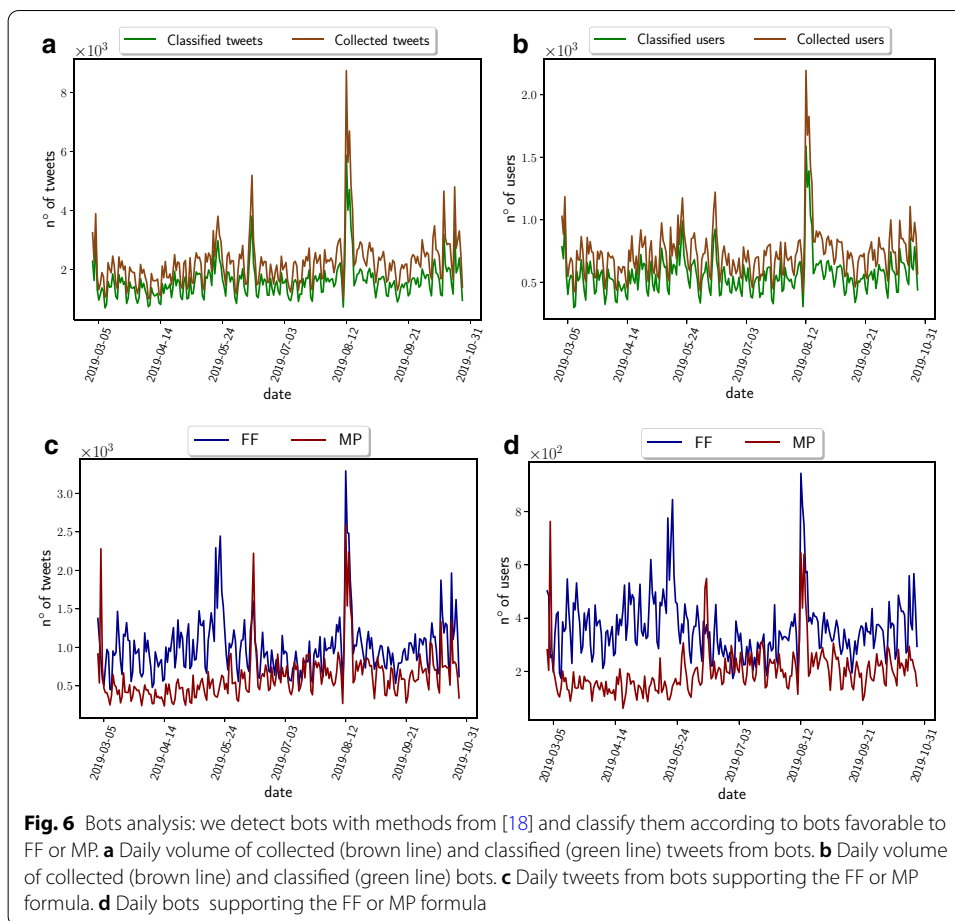 a
Classified tweets
Collected tweets
×10³
n° of tweets
8
6
4
2
2019-03-05
2019-04-14
2019-05-24
2019-07-03
2019-08-12
2019-09-21
2019-10-31
date
b
Classified users
Collected users
×10³
n° of users
2.0
1.5
1.0
0.5
2019-03-05
2019-04-14
2019-05-24
2019-07-03
2019-08-12
2019-09-21
2019-10-31
date
c
FF
MP
×10³
n° of tweets
3.0
2.5
2.0
1.5
1.0
0.5
2019-03-05
2019-04-14
2019-05-24
2019-07-03
2019-08-12
2019-09-21
2019-10-31
date
d
FF
MP
×10²
n° of users
8
6
4
2
2019-03-05
2019-04-14
2019-05-24
2019-07-03
2019-08-12
2019-09-21
2019-10-31
date
Fig. 6 Bots analysis: we detect bots with methods from [18] and classify them according to bots favorable to
FF or MP. a Daily volume of collected (brown line) and classified (green line) tweets from bots. b Daily volume
of collected (brown line) and classified (green line) bots. c Daily tweets from bots supporting the FF or MP
formula. d Daily bots supporting the FF or MP formula